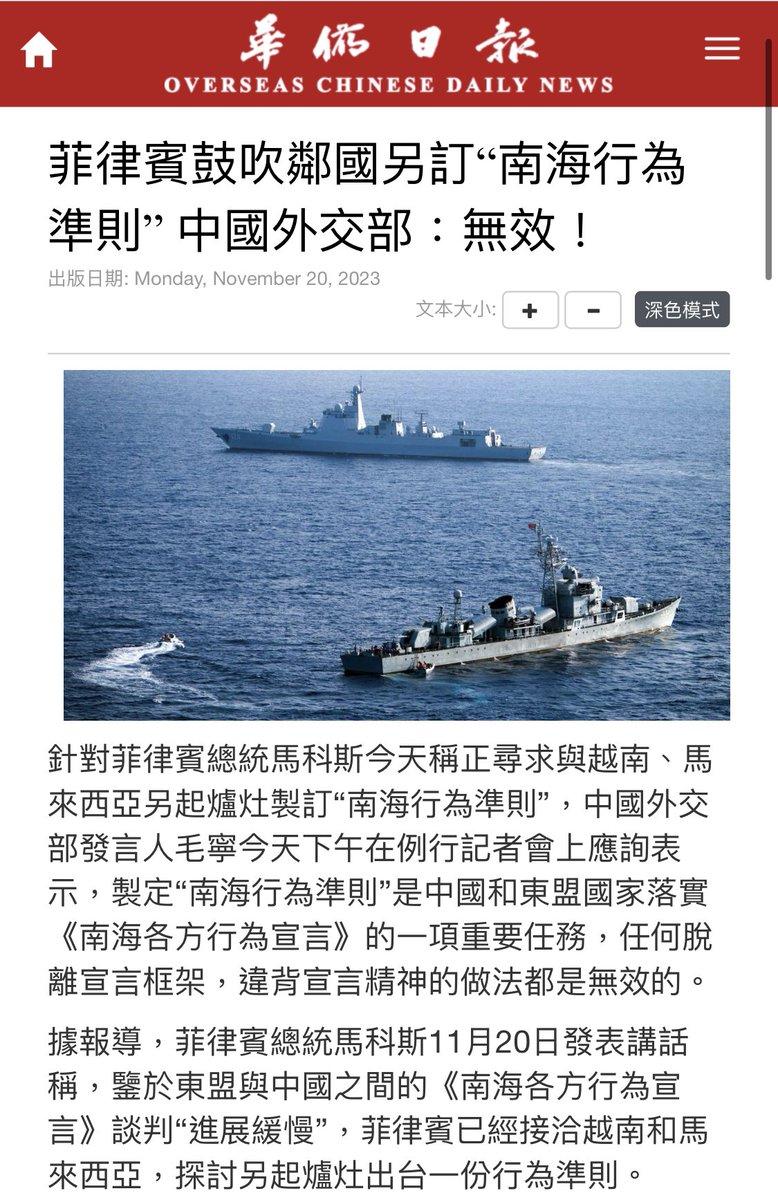 華僑日報
OVERSEAS CHINESE DAILY NEWS
菲律賓鼓吹鄰國另訂“南海行為
準則” 中國外交部：無效！
出版日期: Monday, November 20, 2023
文本大小: + - 深色模式
針對菲律賓總統馬科斯今天稱正尋求與越南、馬
來西亞另起爐灶製訂“南海行為準則”，中國外交
部發言人毛寧今天下午在例行記者會上應詢表
示，製定“南海行為準則”是中國和東盟國家落實
《南海各方行為宣言》的一項重要任務，任何脫
離宣言框架，違背宣言精神的做法都是無效的。
據報導，菲律賓總統馬科斯11月20日發表講話
稱，鑒於東盟與中國之間的《南海各方行為宣
言》談判“進展緩慢”，菲律賓已經接洽越南和馬
來西亞，探討另起爐灶出台一份行為準則。